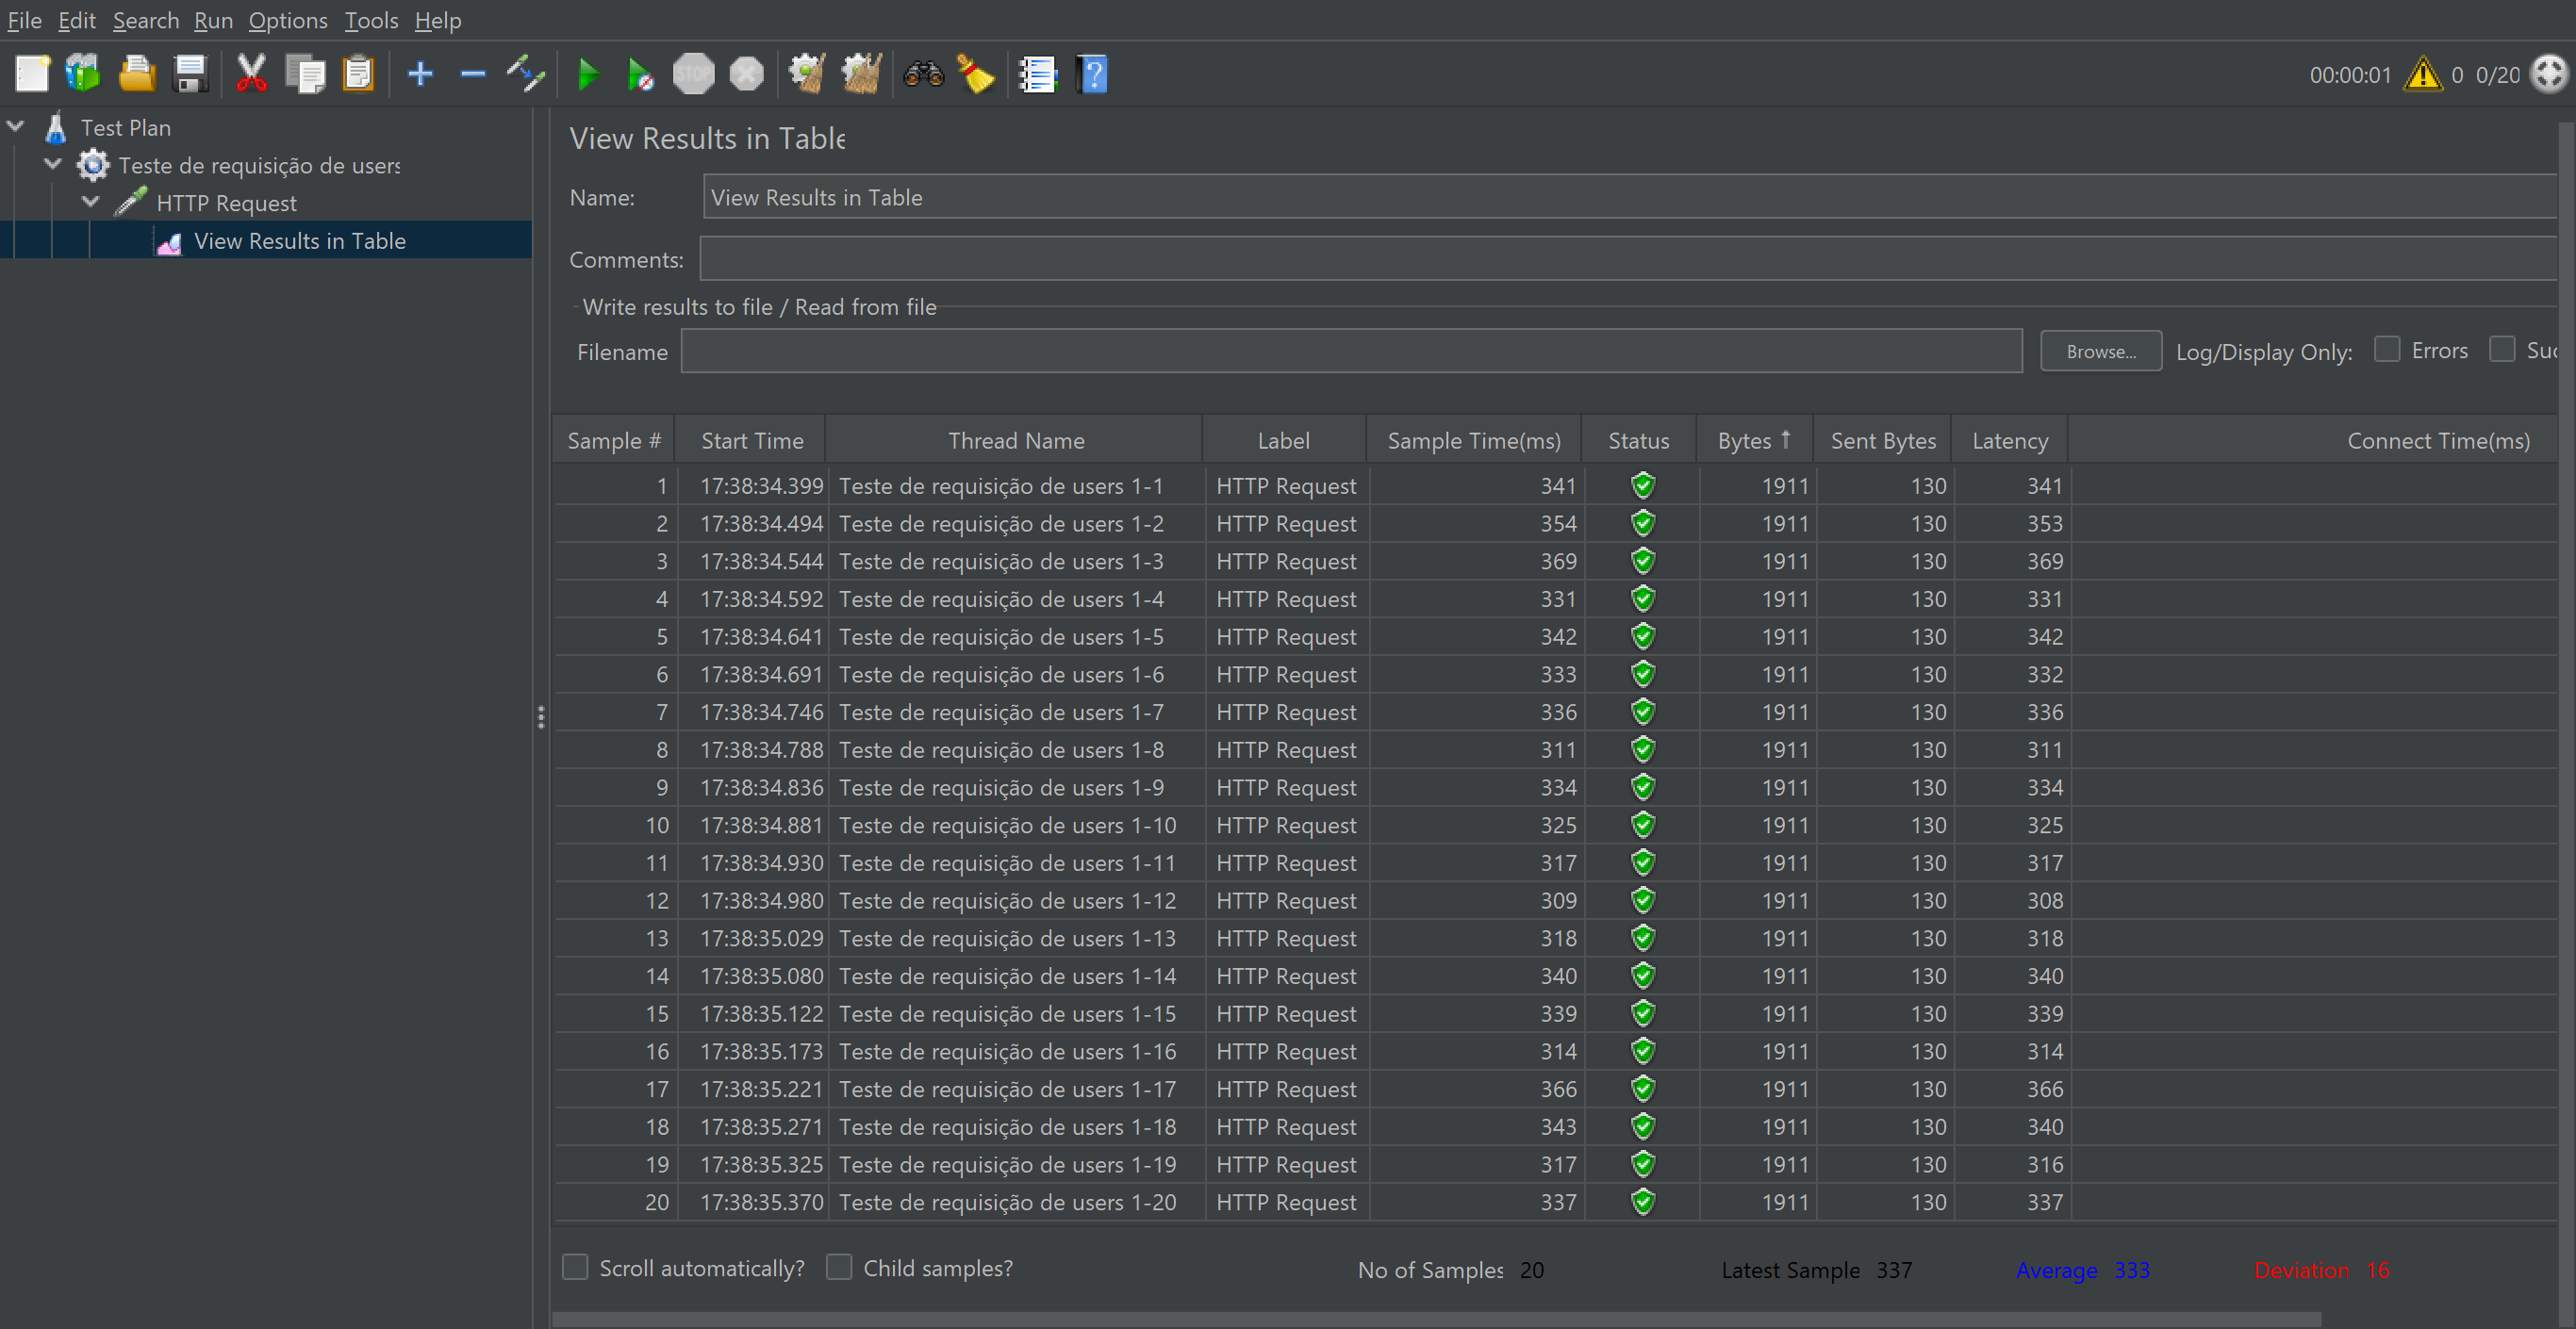 File Edit Search Run Options Tools Help
STOP
00:00:01 0 0/20
Test Plan
Teste de requisição de users
HTTP Request
View Results in Table
View Results in Table
Name: View Results in Table
Comments:
Write results to file / Read from file
Filename Browse... Log/Display Only: Errors Suc
Sample # Start Time Thread Name Label Sample Time(ms) Status Bytes ↑ Sent Bytes Latency Connect Time(ms)
1 17:38:34.399 Teste de requisição de users 1-1 HTTP Request 341 1911 130 341
2 17:38:34.494 Teste de requisição de users 1-2 HTTP Request 354 1911 130 353
3 17:38:34.544 Teste de requisição de users 1-3 HTTP Request 369 1911 130 369
4 17:38:34.592 Teste de requisição de users 1-4 HTTP Request 331 1911 130 331
5 17:38:34.641 Teste de requisição de users 1-5 HTTP Request 342 1911 130 342
6 17:38:34.691 Teste de requisição de users 1-6 HTTP Request 333 1911 130 332
7 17:38:34.746 Teste de requisição de users 1-7 HTTP Request 336 1911 130 336
8 17:38:34.788 Teste de requisição de users 1-8 HTTP Request 311 1911 130 311
9 17:38:34.836 Teste de requisição de users 1-9 HTTP Request 334 1911 130 334
10 17:38:34.881 Teste de requisição de users 1-10 HTTP Request 325 1911 130 325
11 17:38:34.930 Teste de requisição de users 1-11 HTTP Request 317 1911 130 317
12 17:38:34.980 Teste de requisição de users 1-12 HTTP Request 309 1911 130 308
13 17:38:35.029 Teste de requisição de users 1-13 HTTP Request 318 1911 130 318
14 17:38:35.080 Teste de requisição de users 1-14 HTTP Request 340 1911 130 340
15 17:38:35.122 Teste de requisição de users 1-15 HTTP Request 339 1911 130 339
16 17:38:35.173 Teste de requisição de users 1-16 HTTP Request 314 1911 130 314
17 17:38:35.221 Teste de requisição de users 1-17 HTTP Request 366 1911 130 366
18 17:38:35.271 Teste de requisição de users 1-18 HTTP Request 343 1911 130 340
19 17:38:35.325 Teste de requisição de users 1-19 HTTP Request 317 1911 130 316
20 17:38:35.370 Teste de requisição de users 1-20 HTTP Request 337 1911 130 337
Scroll automatically? Child samples? No of Samples 20 Latest Sample 337 Average 333 Deviation 16